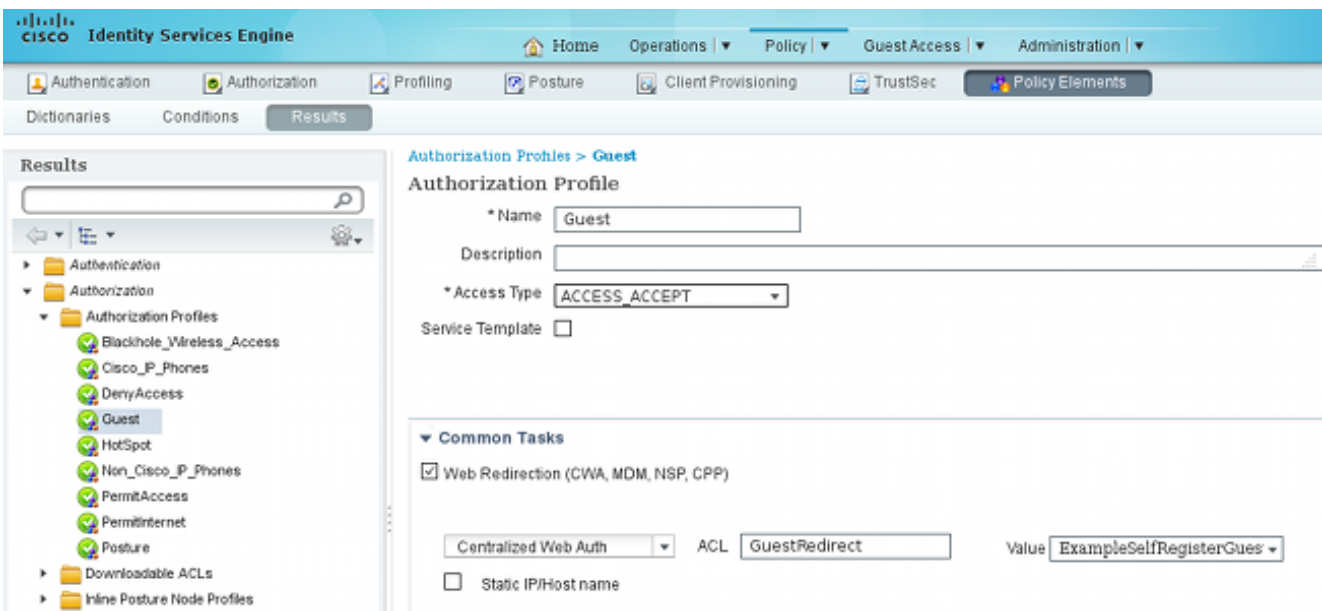 cisco Identity Services Engine
Home Operations Policy Guest Access Administration
Authentication Authorization Profiling Posture Client Provisioning TrustSec Policy Elements
Dictionaries Conditions Results
Results
Authentication
Authorization
Authorization Profiles
Blackhole_Wireless_Access
Cisco_IP_Phones
DenyAccess
Guest
HotSpot
Non_Cisco_IP_Phones
PermitAccess
PermitInternet
Posture
Downloadable ACLs
Inline Posture Node Profiles
Authorization Profiles > Guest
Authorization Profile
* Name Guest
Description
* Access Type ACCESS_ACCEPT
Service Template
Common Tasks
Web Redirection (CWA, MDM, NSP, CPP)
Centralized Web Auth ACL GuestRedirect Value ExampleSelfRegisterGues
Static IP/Host name